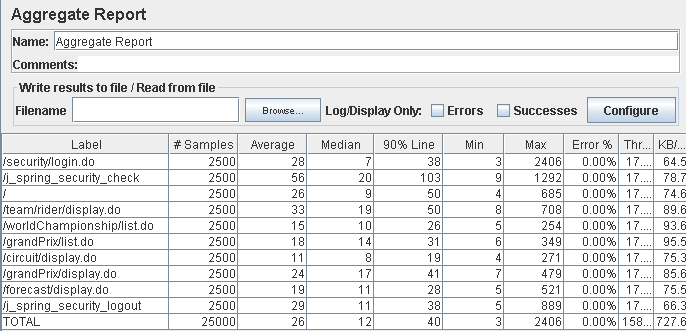 Aggregate Report
Name: Aggregate Report
Comments:
Write results to file / Read from file
Filename Browse... Log/Display Only: Errors Successes Configure
Label # Samples Average Median 90% Line Min Max Error % Thr... KB/...
/security/login.do 2500 28 7 38 3 2406 0.00% 17.... 64.5
/j_spring_security_check 2500 56 20 103 9 1292 0.00% 17.... 78.7
/ 2500 26 9 50 4 685 0.00% 17.... 74.6
/team/rider/display.do 2500 33 19 50 8 708 0.00% 17.... 89.6
/worldChampionship/list.do 2500 15 10 26 5 254 0.00% 17.... 93.6
/grandPrix/list.do 2500 18 14 31 6 349 0.00% 17.... 95.5
/circuit/display.do 2500 11 8 19 4 271 0.00% 17.... 75.3
/grandPrix/display.do 2500 24 17 41 7 479 0.00% 17.... 85.6
/forecast/display.do 2500 19 11 28 5 521 0.00% 17.... 75.5
/j_spring_security_logout 2500 29 11 38 5 889 0.00% 17.... 66.3
TOTAL 25000 26 12 40 3 2406 0.00% 158... 727.6